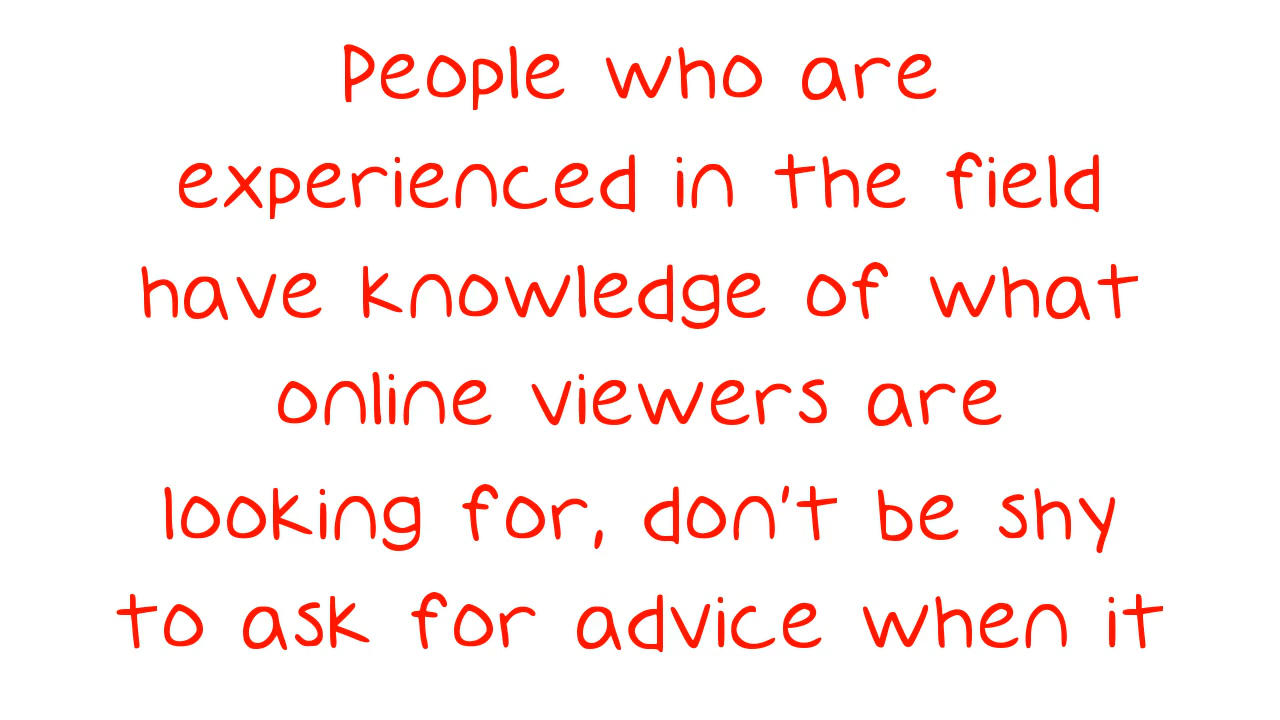 People who are
experienced in the field
have knowledge of what
online viewers are
looking for, don't be shy
to ask for advice when it